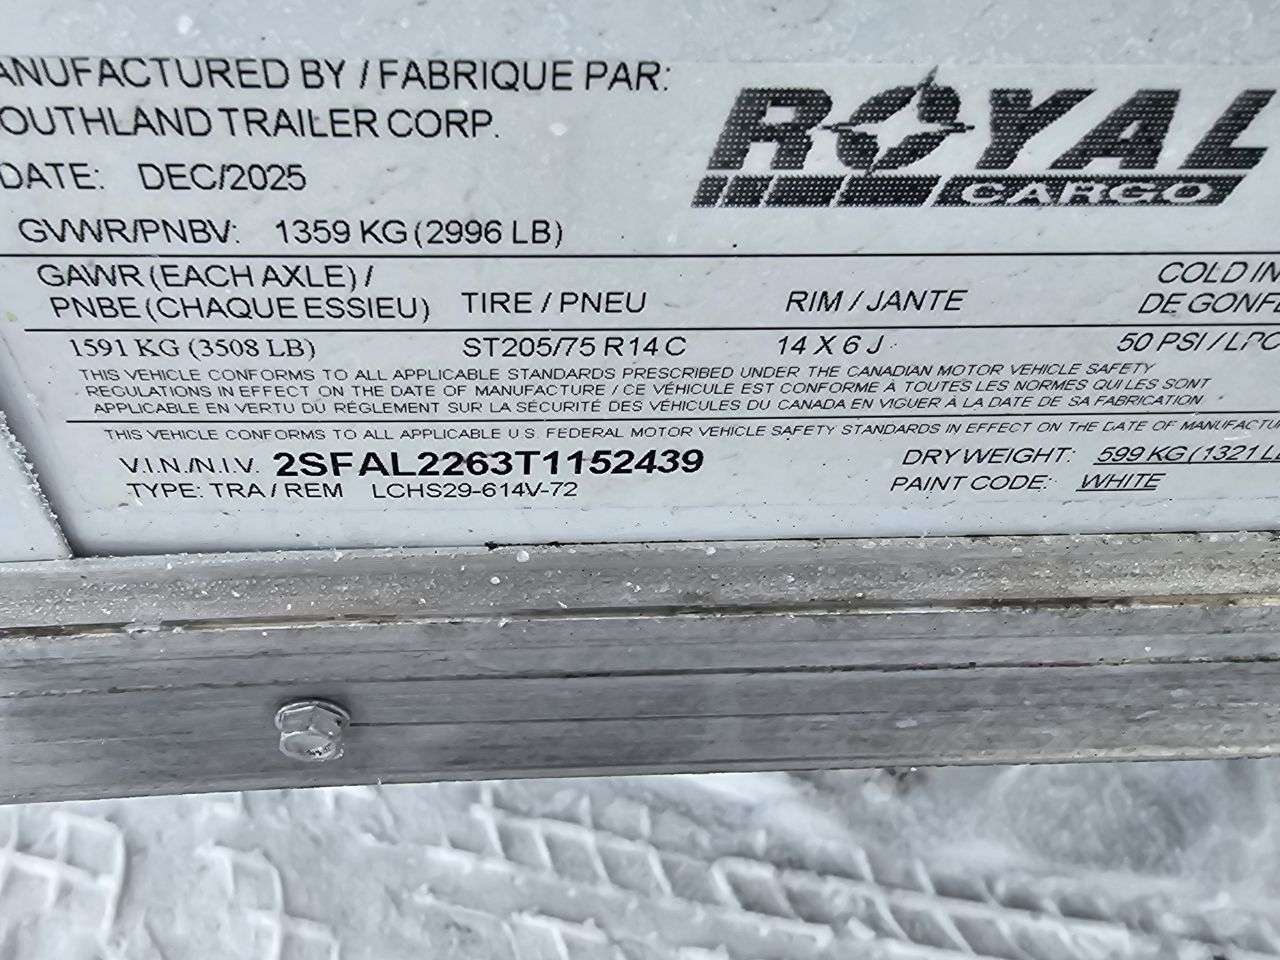 ANUFACTURED BY / FABRIQUE PAR:
OUTHLAND TRAILER CORP.
DATE: DEC/2025
ROYAL
CARGO
GVWR/PNBV: 1359 KG (2996 LB)
GAWR (EACH AXLE) /
PNBE (CHAQUE ESSIEU) TIRE / PNEU RIM / JANTE
COLD IN
DE GONF
1591 KG (3508 LB) ST205/75 R14 C 14 X 6 J 50 PSI / LPC
THIS VEHICLE CONFORMS TO ALL APPLICABLE STANDARDS PRESCRIBED UNDER THE CANADIAN MOTOR VEHICLE SAFETY
REGULATIONS IN EFFECT ON THE DATE OF MANUFACTURE / CE VÉHICULE EST CONFORME À TOUTES LES NORMES QUI LES SONT
APPLICABLE EN VERTU DU RÉGLEMENT SUR LA SÉCURITÉ DES VÉHICULES DU CANADA EN VIGUER À LA DATE DE SA FABRICATION
THIS VEHICLE CONFORMS TO ALL APPLICABLE U.S. FEDERAL MOTOR VEHICLE SAFETY STANDARDS IN EFFECT ON THE DATE OF MANUFACTU
V.I.N./N.I.V. 2SFAL2263T1152439 DRY WEIGHT: 599 KG (1321 LB
TYPE: TRA / REM LCHS29-614V-72 PAINT CODE: WHITE